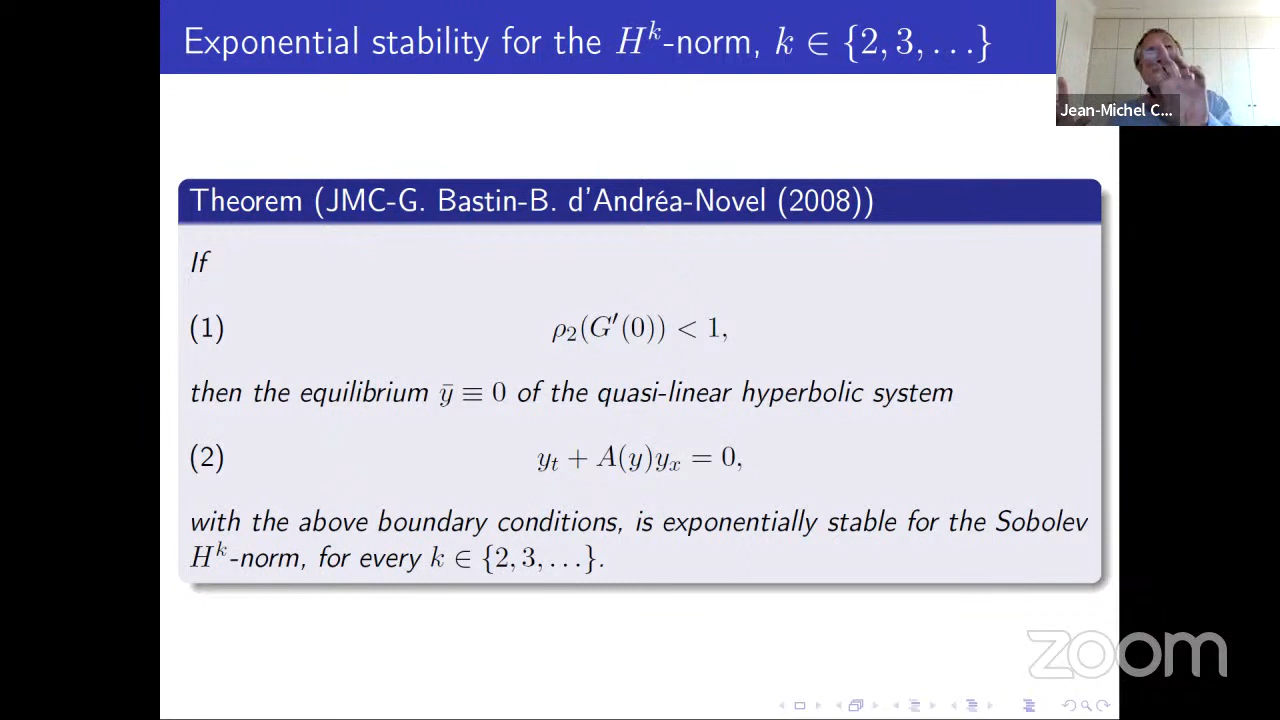 Exponential stability for the H^k-norm, k ∈ {2, 3, . . .}
Jean-Michel C...
Theorem (JMC-G. Bastin-B. d'Andréa-Novel (2008))
If
(1) ρ₂(G′(0)) < 1,
then the equilibrium ȳ ≡ 0 of the quasi-linear hyperbolic system
(2) y_t + A(y)y_x = 0,
with the above boundary conditions, is exponentially stable for the Sobolev
H^k-norm, for every k ∈ {2, 3, . . .}.
zoom